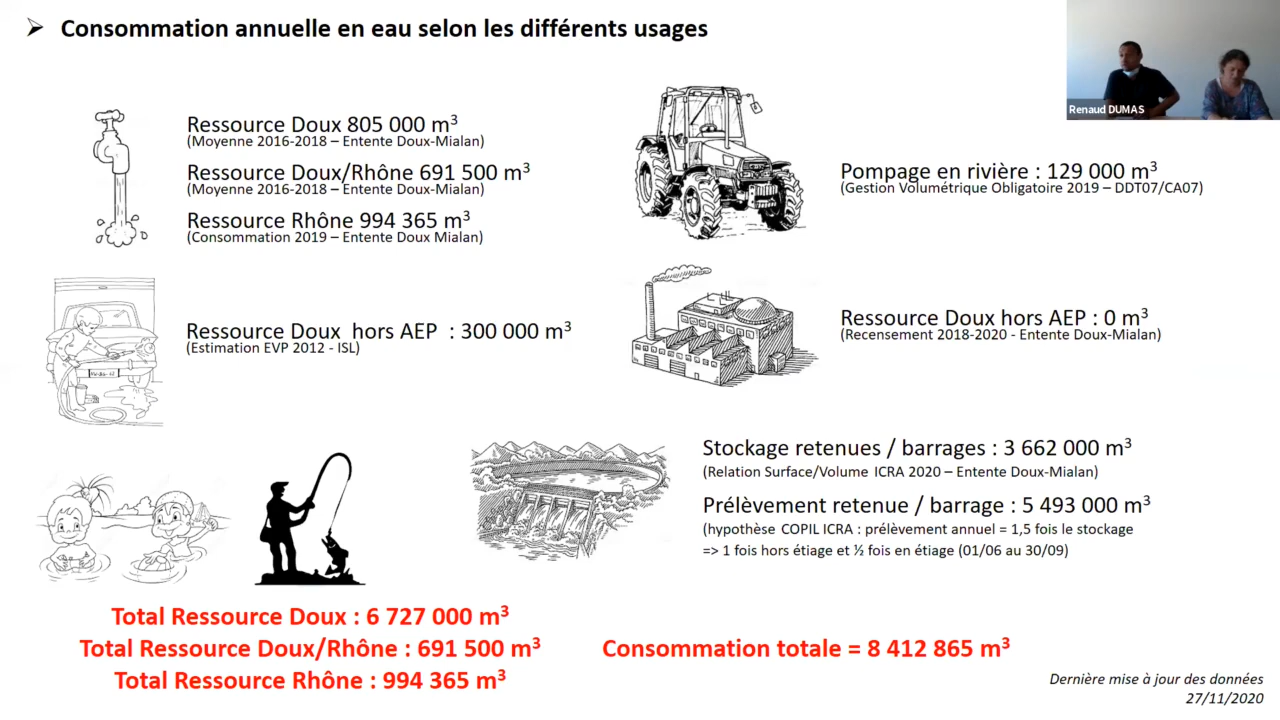 ➢ Consommation annuelle en eau selon les différents usages
Renaud DUMAS
Ressource Doux 805 000 m³
(Moyenne 2016-2018 – Entente Doux-Mialan)
Ressource Doux/Rhône 691 500 m³
(Moyenne 2016-2018 – Entente Doux-Mialan)
Ressource Rhône 994 365 m³
(Consommation 2019 – Entente Doux Mialan)
Pompage en rivière : 129 000 m³
(Gestion Volumétrique Obligatoire 2019 – DDT07/CA07)
Ressource Doux hors AEP : 300 000 m³
(Estimation EVP 2012 - ISL)
Ressource Doux hors AEP : 0 m³
(Recensement 2018-2020 - Entente Doux-Mialan)
Stockage retenues / barrages : 3 662 000 m³
(Relation Surface/Volume ICRA 2020 – Entente Doux-Mialan)
Prélèvement retenue / barrage : 5 493 000 m³
(hypothèse COPIL ICRA : prélèvement annuel = 1,5 fois le stockage
=> 1 fois hors étiage et ½ fois en étiage (01/06 au 30/09)
Total Ressource Doux : 6 727 000 m³
Total Ressource Doux/Rhône : 691 500 m³
Total Ressource Rhône : 994 365 m³
Consommation totale = 8 412 865 m³
Dernière mise à jour des données
27/11/2020